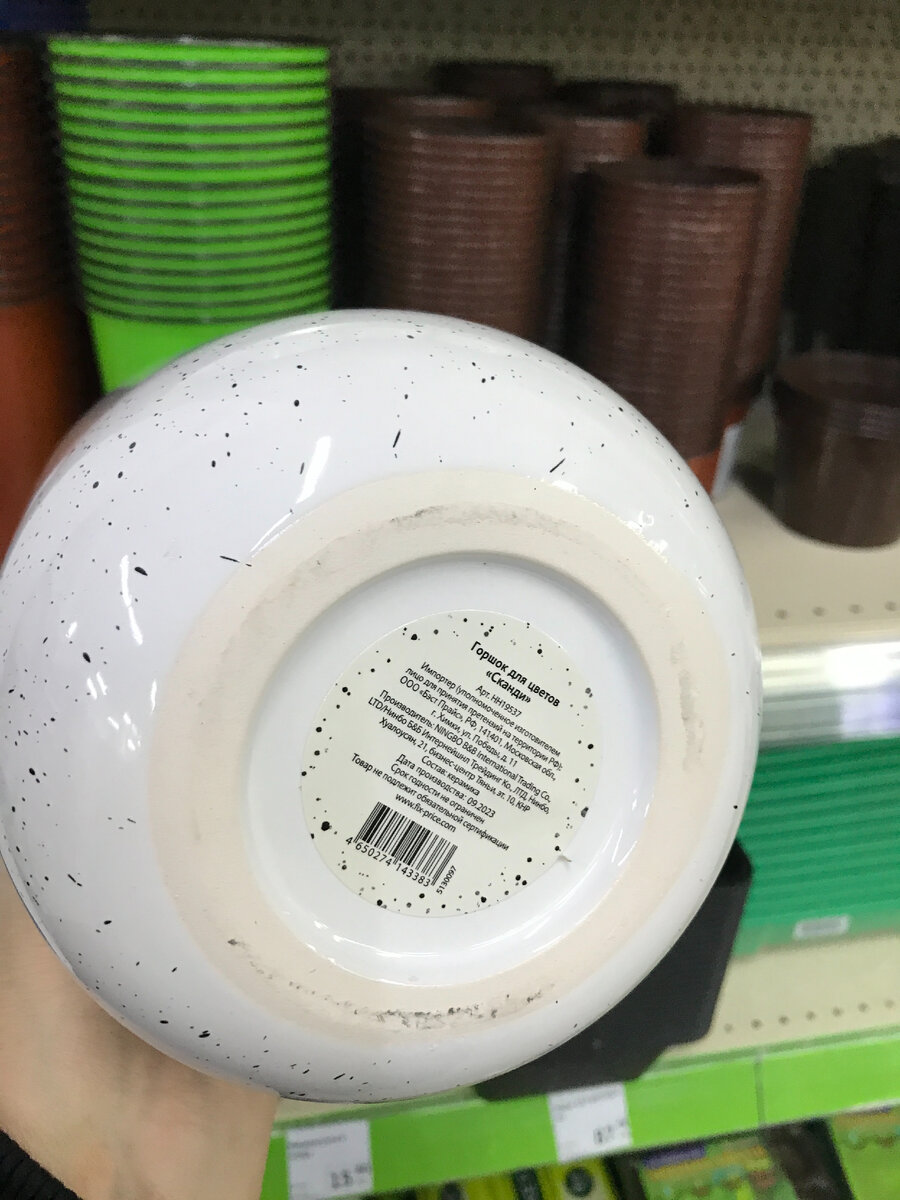 Горшок для цветов
«Сканди»
Арт. НН19537
Импортер (уполномоченное изготовителем
лицо для принятия претензий на территории РФ):
ООО «Бэст Прайс», РФ, 141401, Московская обл.,
г. Химки, ул. Победы, д. 11
Производитель: NINGBO B&B International Trading Co.,
LTD/Нинбо Б&Б Интернейшнл Трейдинг Ко., ЛТД, Нинбо,
Хуалоусян, 21, бизнес-центр Тяньи, эт. 10, КНР
Состав: керамика
Дата производства: 09.2023
Срок годности не ограничен
Товар не подлежит обязательной сертификации
www.fix-price.com
4 650274 143383
5130097